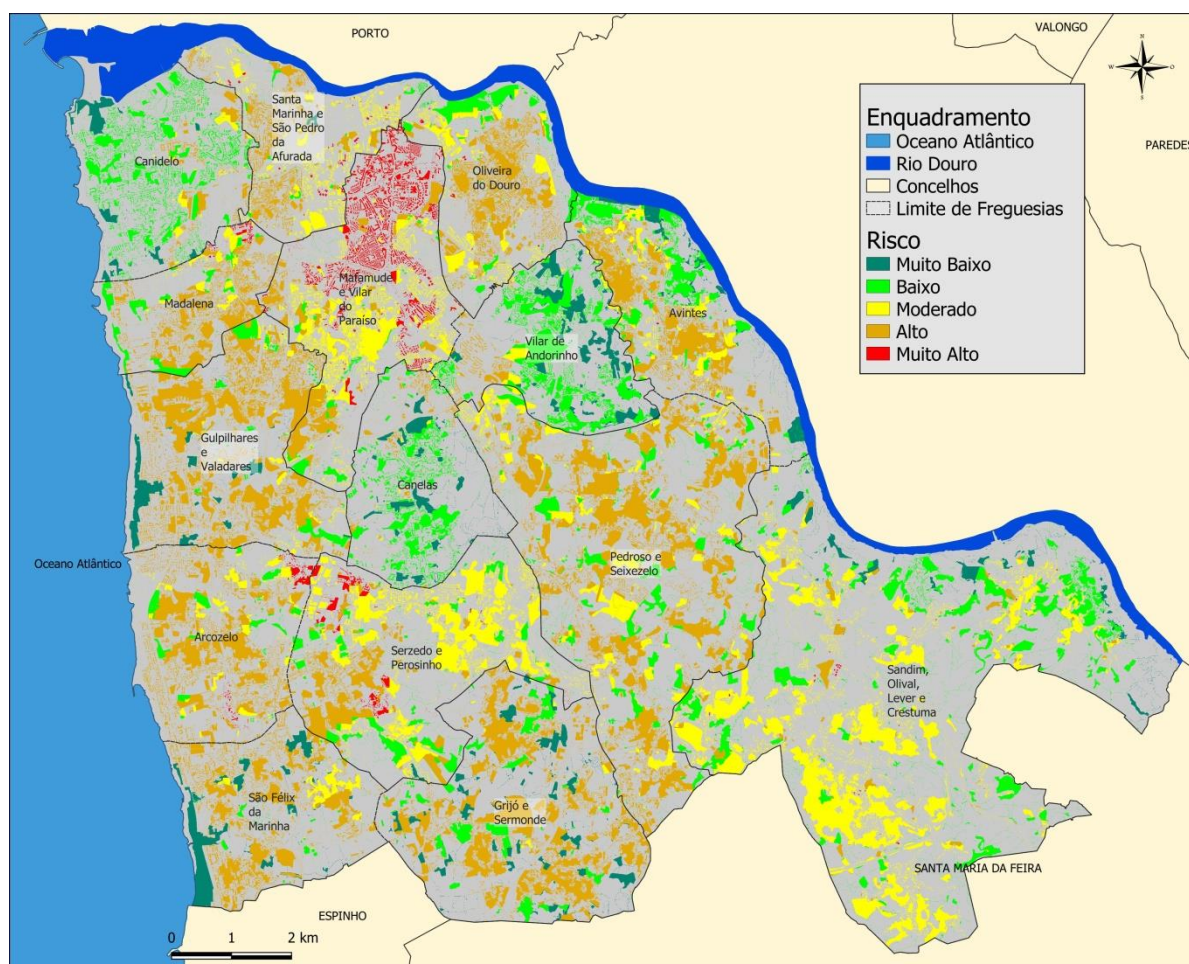 PORTO
VALONGO
N
W
O
S
PAREDES
Enquadramento
Oceano Atlântico
Rio Douro
Concelhos
Limite de Freguesias
Risco
Muito Baixo
Baixo
Moderado
Alto
Muito Alto
Santa
Marinha e
São Pedro
da
Afurada
Canidelo
Oliveira
do Douro
Mafamude
e Vilar
do
Paraíso
Madalena
Avintes
Vilar de
Andorinho
Gulpilhares
e
Valadares
Canelas
Oceano Atlântico
Pedroso e
Seixezelo
Arcozelo
Serzedo e
Perosinho
Sandim,
Olival,
Lever e
Crestuma
São Félix
da
Marinha
Grijó e
Sermonde
SANTA MARIA DA FEIRA
ESPINHO
0 1 2 km